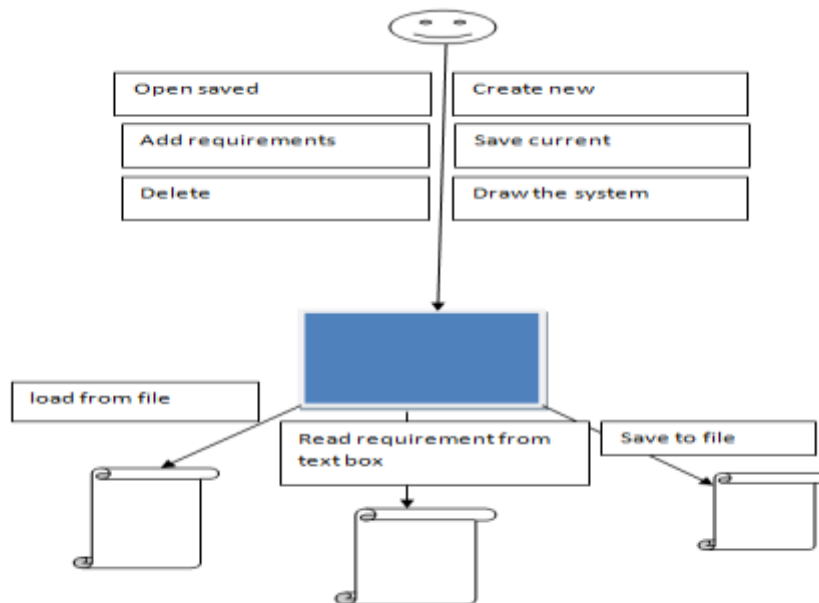 Open saved
Create new
Add requirements
Save current
Delete
Draw the system
load from file
Read requirement from
text box
Save to file